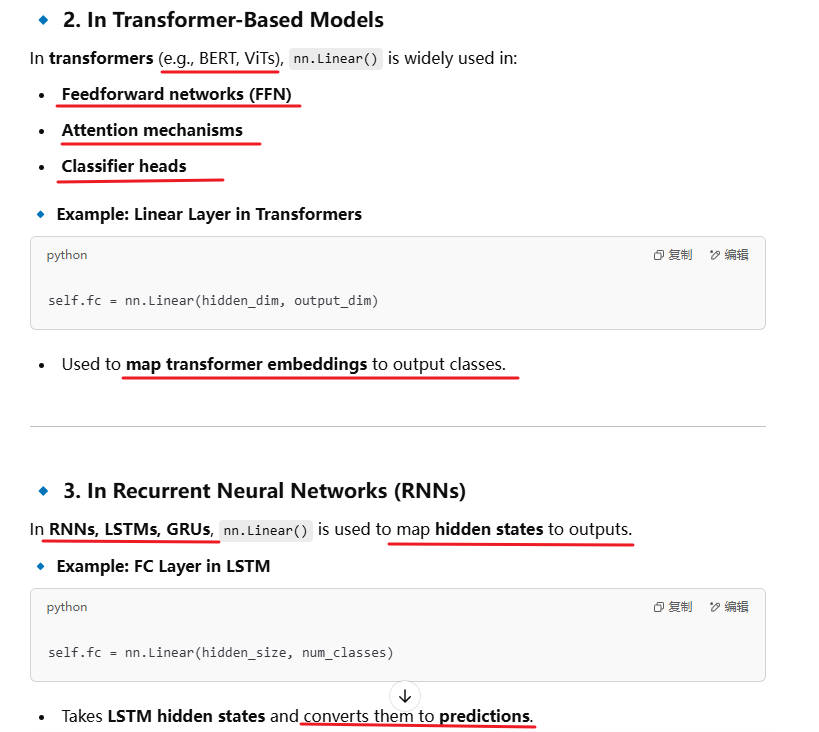 2. In Transformer-Based Models
In transformers (e.g., BERT, ViTs), nn.Linear() is widely used in:
• Feedforward networks (FFN)
• Attention mechanisms
• Classifier heads
Example: Linear Layer in Transformers
python 复制 编辑
self.fc = nn.Linear(hidden_dim, output_dim)
• Used to map transformer embeddings to output classes.
3. In Recurrent Neural Networks (RNNs)
In RNNs, LSTMs, GRUs, nn.Linear() is used to map hidden states to outputs.
Example: FC Layer in LSTM
python 复制 编辑
self.fc = nn.Linear(hidden_size, num_classes)
• Takes LSTM hidden states and converts them to predictions.